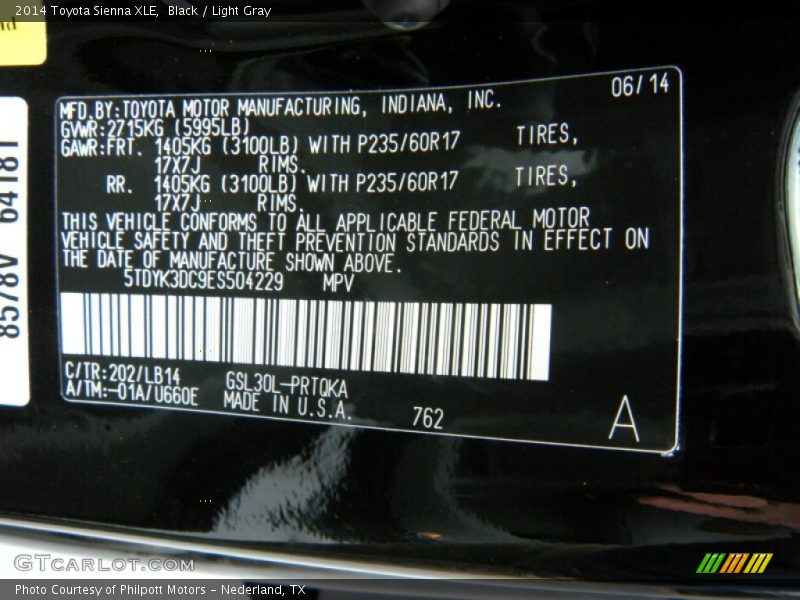 2014 Toyota Sienna XLE,  Black / Light Gray
06/14
MFD.BY:TOYOTA MOTOR MANUFACTURING, INDIANA, INC.
GVWR:2715KG (5995LB)
GAWR:FRT. 1405KG (3100LB) WITH P235/60R17 TIRES,
17X7J RIMS.
RR. 1405KG (3100LB) WITH P235/60R17 TIRES,
17X7J RIMS.
THIS VEHICLE CONFORMS TO ALL APPLICABLE FEDERAL MOTOR
VEHICLE SAFETY AND THEFT PREVENTION STANDARDS IN EFFECT ON
THE DATE OF MANUFACTURE SHOWN ABOVE.
5TDYK3DC9ES504229 MPV
C/TR:202/LB14 GSL30L-PRTQKA
A/TM:-01A/U660E MADE IN U.S.A.
762
A
8578V 64181
GTCARLOT.COM
Photo Courtesy of Philpott Motors - Nederland, TX